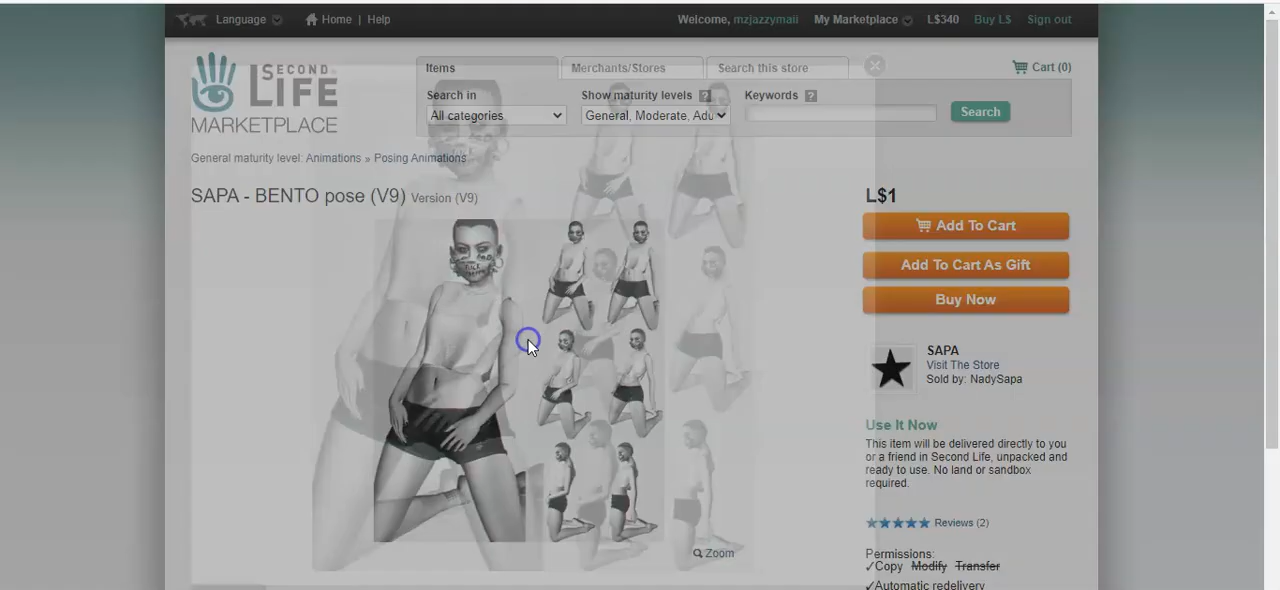 Language
Home | Help
Welcome, mzjazzymaii
My Marketplace
L$340
Buy L$
Sign out
SECOND LIFE
MARKETPLACE
Items
Merchants/Stores
Search this store
Cart (0)
Search in
Show maturity levels ?
Keywords ?
All categories
General, Moderate, Adu
Search
General maturity level: Animations » Posing Animations
SAPA - BENTO pose (V9) Version (V9)
L$1
Add To Cart
Add To Cart As Gift
Buy Now
SAPA
Visit The Store
Sold by: NadySapa
Use It Now
This item will be delivered directly to you
or a friend in Second Life, unpacked and
ready to use. No land or sandbox
required.
Reviews (2)
Zoom
Permissions:
✓Copy Modify Transfer
✓Automatic redelivery